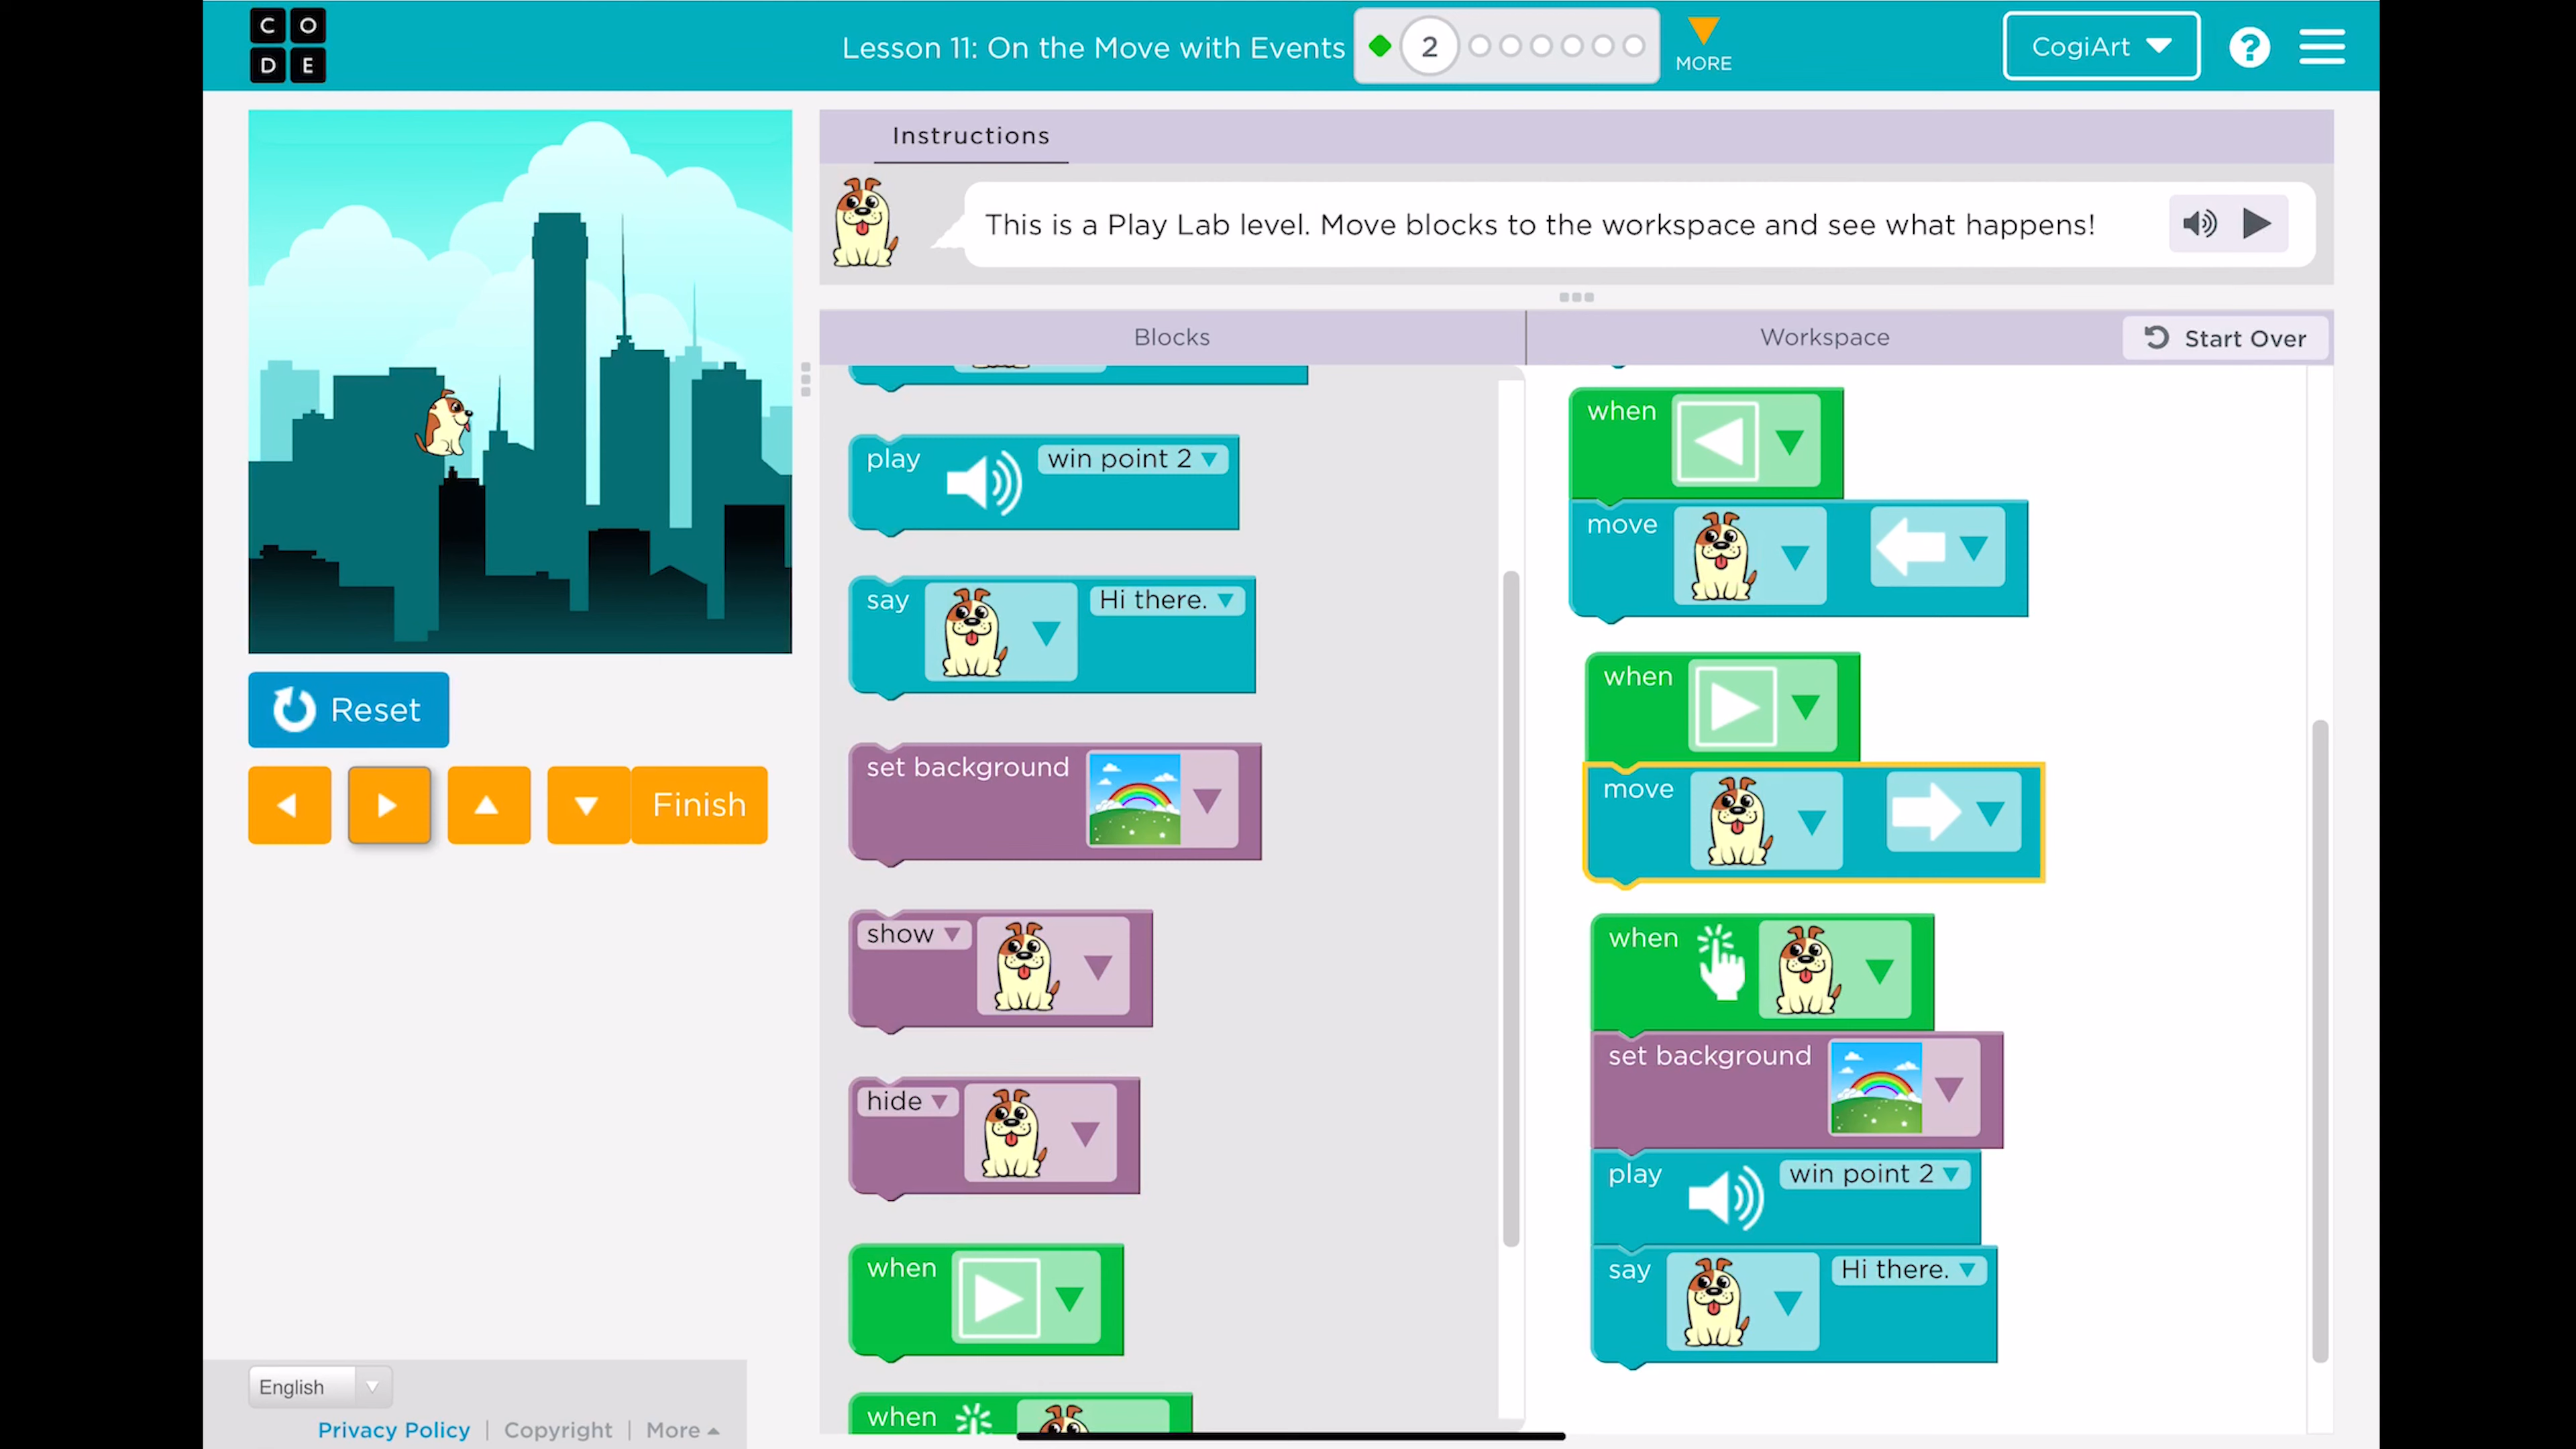 CODE
Lesson 11: On the Move with Events
2
MORE
CogiArt
?
Instructions
This is a Play Lab level. Move blocks to the workspace and see what happens!
Blocks
Workspace
Start Over
play win point 2
say Hi there.
set background
show
hide
when
when
when
move
when
move
when
set background
play win point 2
say Hi there.
Reset
Finish
English
Privacy Policy | Copyright | More